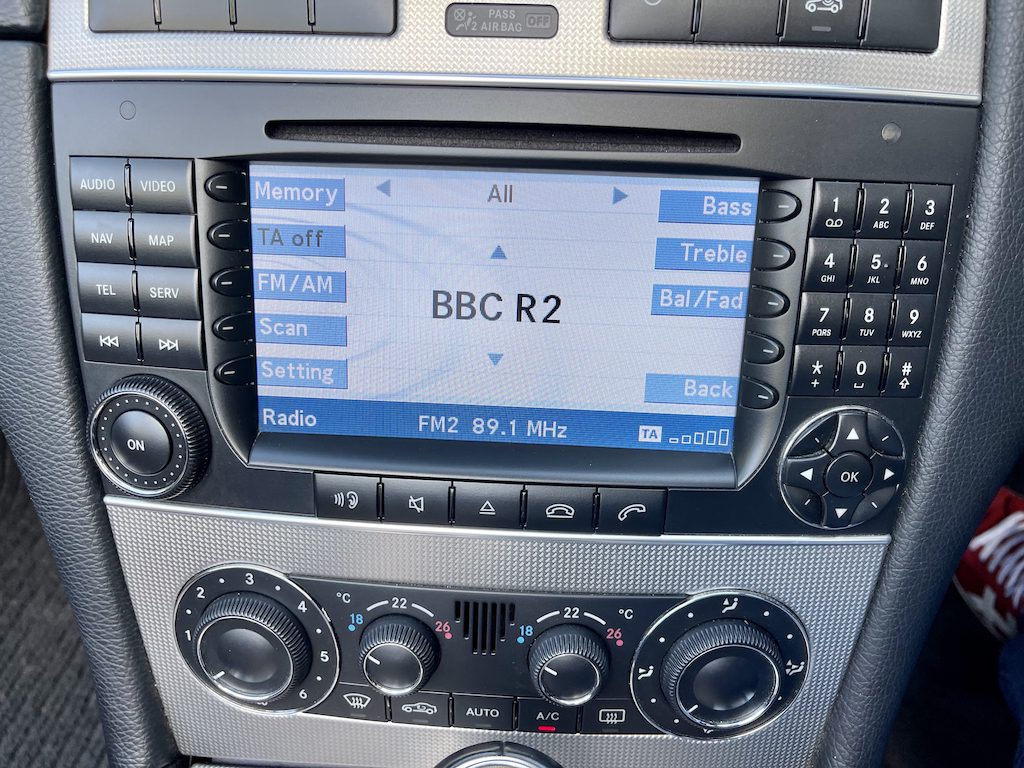 PASS
2 AIRBAG OFF
AUDIO VIDEO
NAV MAP
TEL SERV
ON
Memory All Bass
TA off Treble
FM/AM Bal/Fad
BBC R2
Scan
Setting Back
Radio FM2 89.1 MHz TA
1 2 ABC 3 DEF
4 GHI 5 JKL 6 MNO
7 PQRS 8 TUV 9 WXYZ
* + 0 #
OK
1 2 3 4 5 6
°C 18 22 26
18 22 26 °C
AUTO A/C